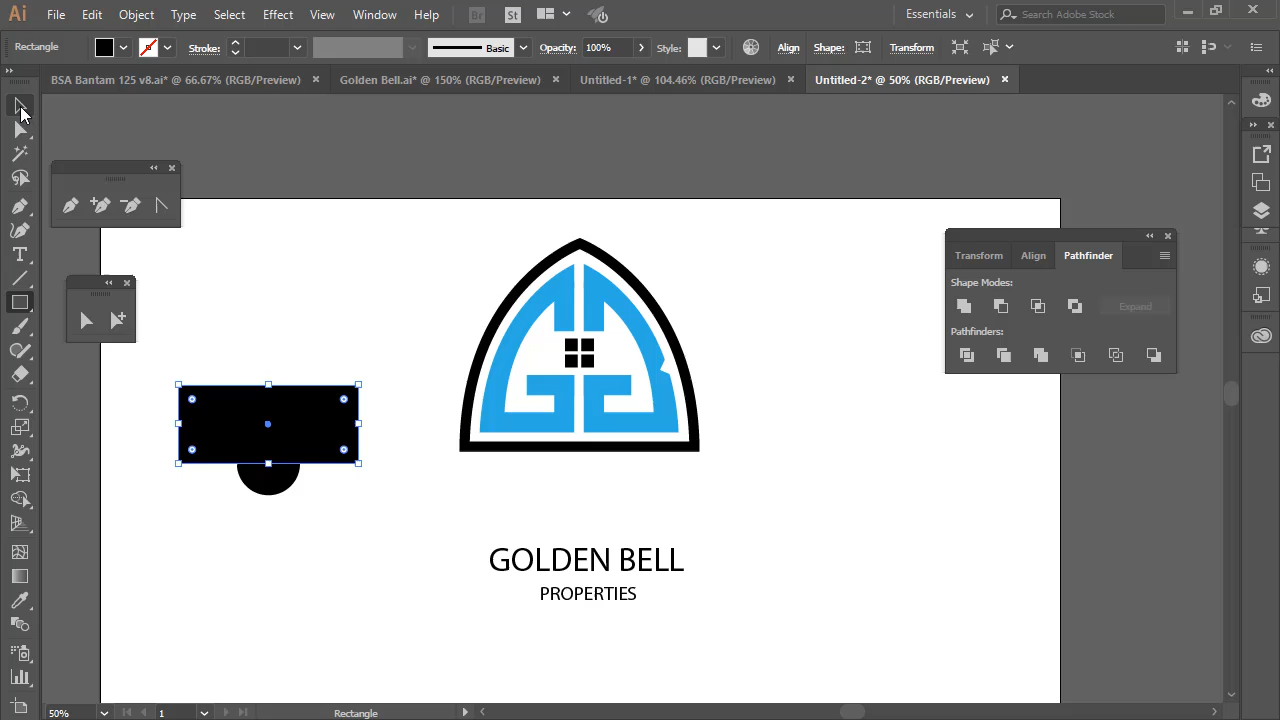 Ai File Edit Object Type Select Effect View Window Help Br St Essentials Search Adobe Stock
Rectangle Stroke: Basic Opacity: 100% Style: Align Shape: Transform
BSA Bantam 125 v8.ai* @ 66.67% (RGB/Preview) Golden Bell.ai* @ 150% (RGB/Preview) Untitled-1* @ 104.46% (RGB/Preview) Untitled-2* @ 50% (RGB/Preview)
Transform Align Pathfinder
Shape Modes:
Expand
Pathfinders:
GOLDEN BELL
PROPERTIES
50% 1 Rectangle